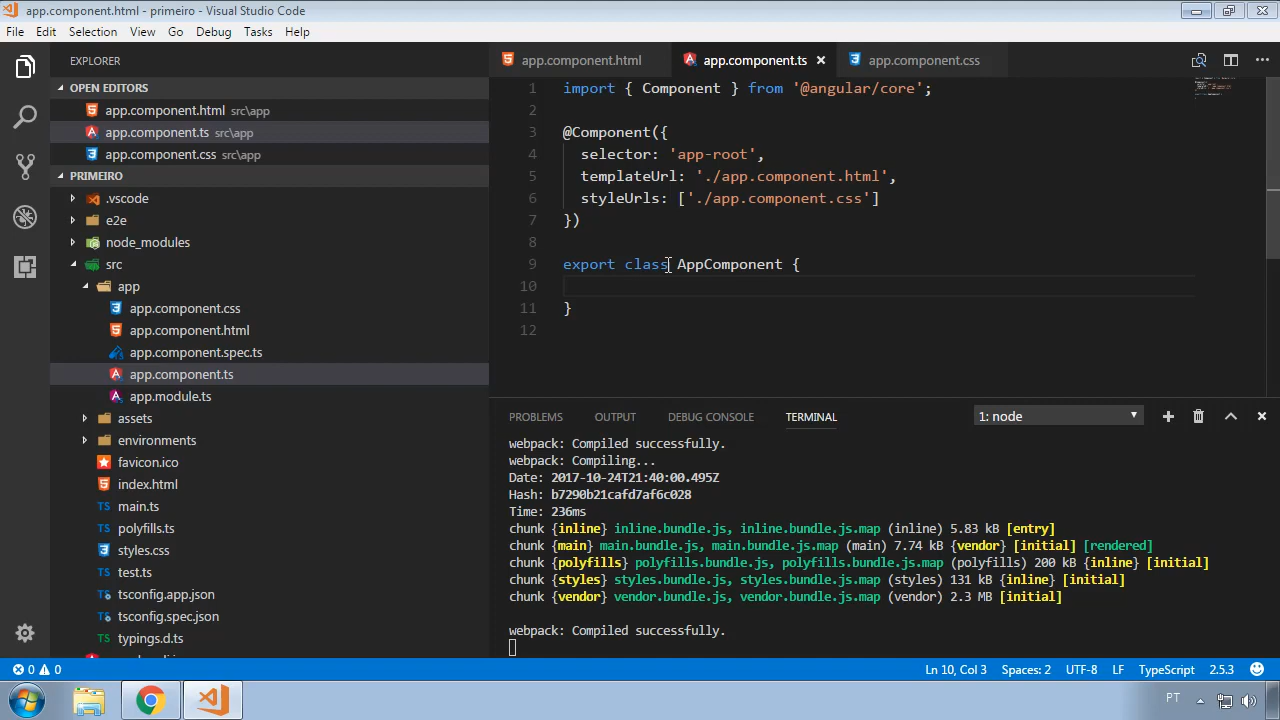 app.component.html - primeiro - Visual Studio Code
File Edit Selection View Go Debug Tasks Help
EXPLORER
OPEN EDITORS
app.component.html src\app
app.component.ts src\app
app.component.css src\app
PRIMEIRO
.vscode
e2e
node_modules
src
app
app.component.css
app.component.html
app.component.spec.ts
app.component.ts
app.module.ts
assets
environments
favicon.ico
index.html
TS main.ts
TS polyfills.ts
styles.css
TS test.ts
TS tsconfig.app.json
TS tsconfig.spec.json
TS typings.d.ts
app.component.html app.component.ts app.component.css
1 import { Component } from '@angular/core';
2
3 @Component({
4 selector: 'app-root',
5 templateUrl: './app.component.html',
6 styleUrls: ['./app.component.css']
7 })
8
9 export class AppComponent {
10
11 }
12
PROBLEMS OUTPUT DEBUG CONSOLE TERMINAL 1: node
webpack: Compiled successfully.
webpack: Compiling...
Date: 2017-10-24T21:40:00.495Z
Hash: b7290b21cafd7af6c028
Time: 236ms
chunk {inline} inline.bundle.js, inline.bundle.js.map (inline) 5.83 kB [entry]
chunk {main} main.bundle.js, main.bundle.js.map (main) 7.74 kB {vendor} [initial] [rendered]
chunk {polyfills} polyfills.bundle.js, polyfills.bundle.js.map (polyfills) 200 kB {inline} [initial]
chunk {styles} styles.bundle.js, styles.bundle.js.map (styles) 131 kB {inline} [initial]
chunk {vendor} vendor.bundle.js, vendor.bundle.js.map (vendor) 2.3 MB [initial]
webpack: Compiled successfully.
0 0 Ln 10, Col 3 Spaces: 2 UTF-8 LF TypeScript 2.5.3
PT